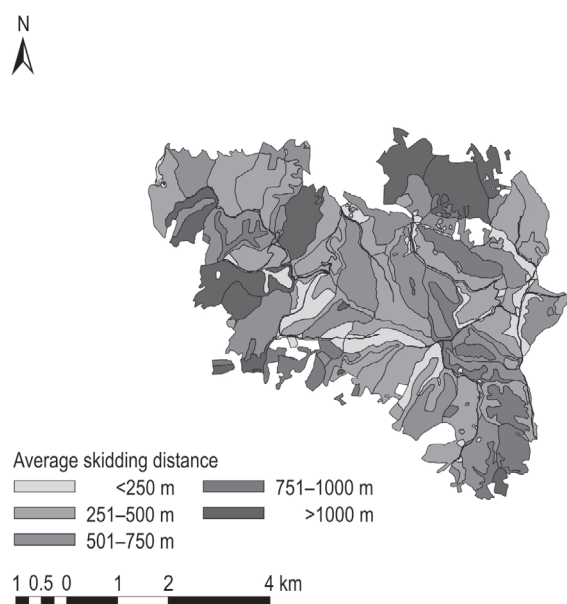 N
Average skidding distance
<250 m 751–1000 m
251–500 m >1000 m
501–750 m
1 0.5 0 1 2 4 km